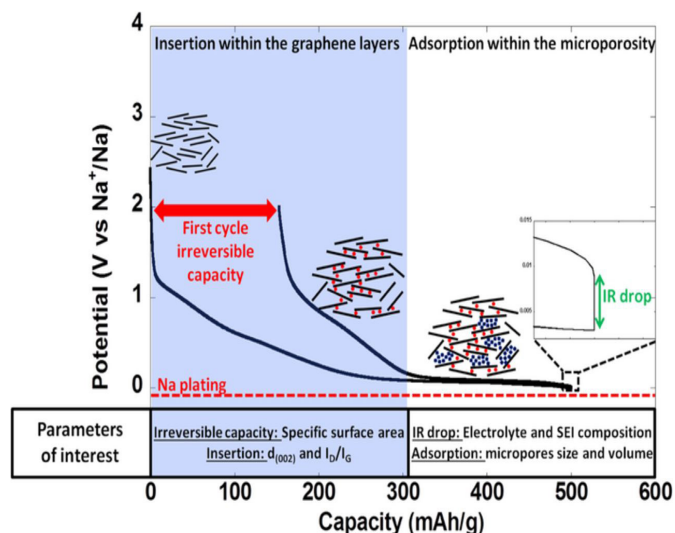 4
Insertion within the graphene layers
Adsorption within the microporosity
3
2
1
0
Potential (V vs Na⁺/Na)
First cycle
irreversible
capacity
0.015
0.01
0.005
IR drop
Na plating
Parameters
of interest
Irreversible capacity: Specific surface area
Insertion: d(002) and ID/IG
IR drop: Electrolyte and SEI composition
Adsorption: micropores size and volume
0 100 200 300 400 500 600
Capacity (mAh/g)